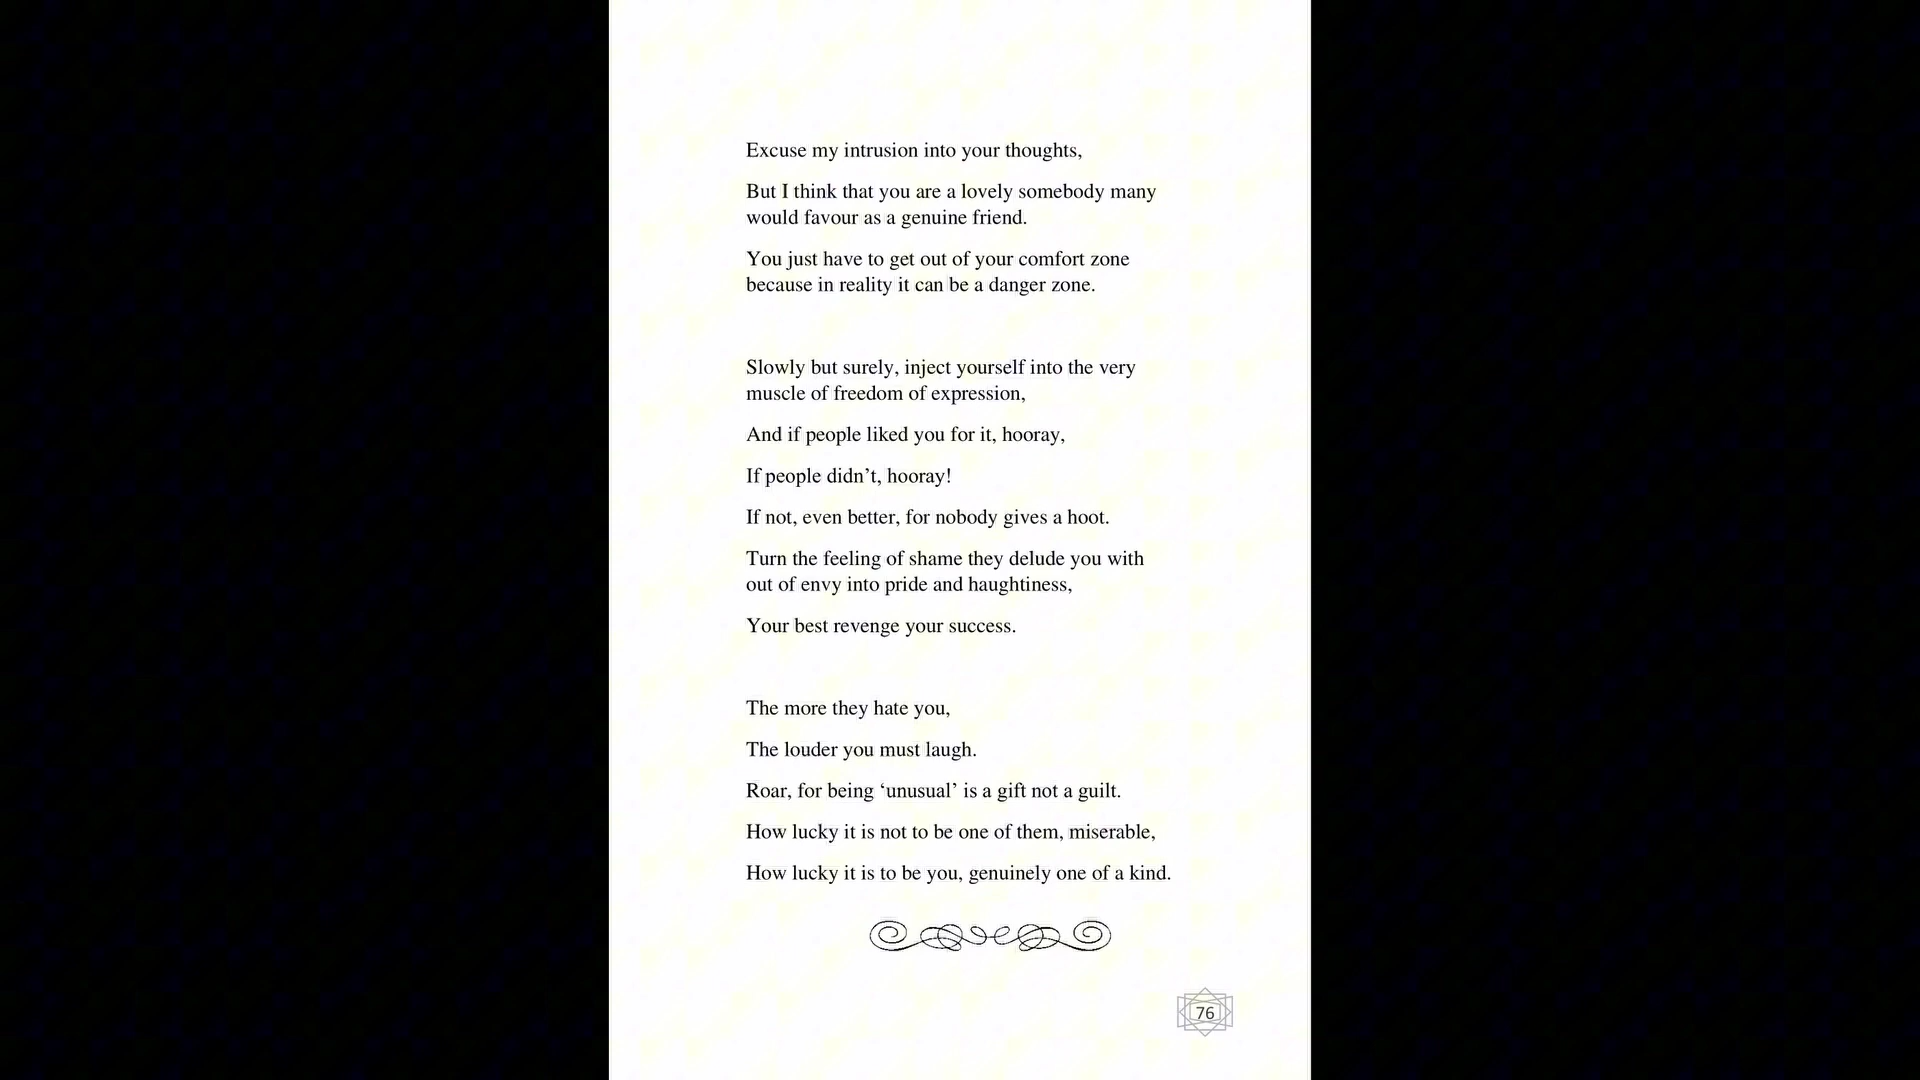 Excuse my intrusion into your thoughts,
But I think that you are a lovely somebody many
would favour as a genuine friend.
You just have to get out of your comfort zone
because in reality it can be a danger zone.
Slowly but surely, inject yourself into the very
muscle of freedom of expression,
And if people liked you for it, hooray,
If people didn’t, hooray!
If not, even better, for nobody gives a hoot.
Turn the feeling of shame they delude you with
out of envy into pride and haughtiness,
Your best revenge your success.
The more they hate you,
The louder you must laugh.
Roar, for being ‘unusual’ is a gift not a guilt.
How lucky it is not to be one of them, miserable,
How lucky it is to be you, genuinely one of a kind.
76